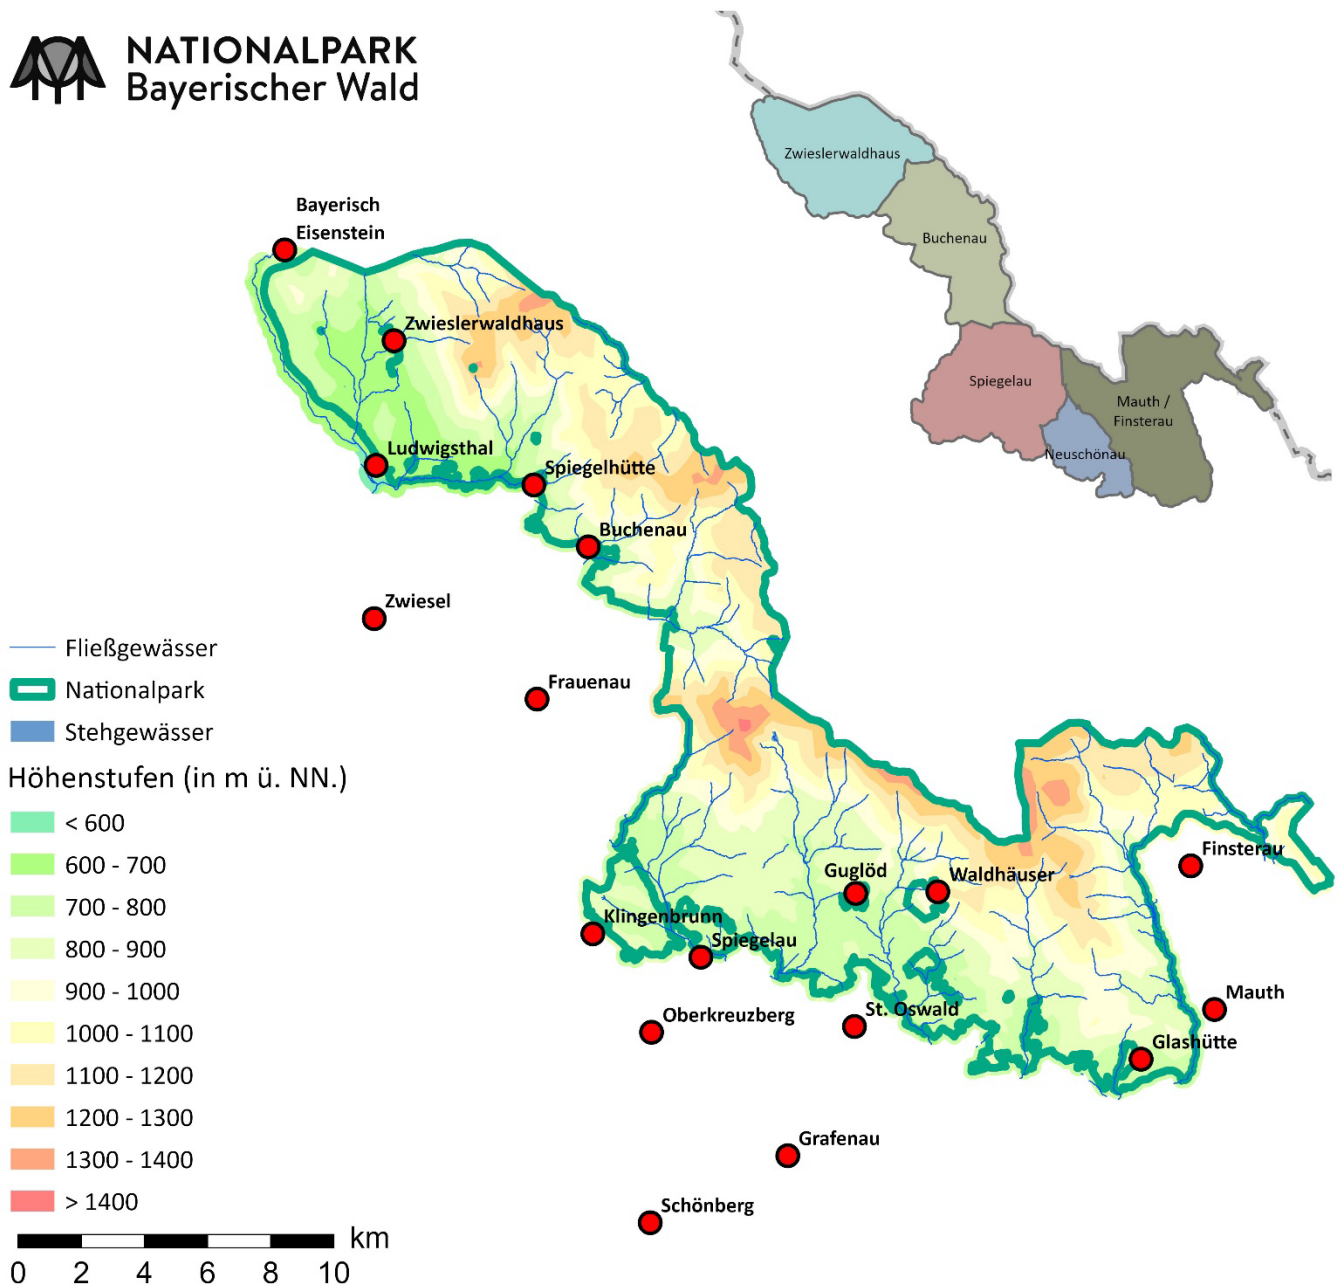 NATIONALPARK
Bayerischer Wald
Zwieslerwaldhaus
Buchenau
Spiegelau
Mauth /
Finsterau
Neuschönau
Bayerisch
Eisenstein
Zwieslerwaldhaus
Ludwigsthal
Spiegelhütte
Buchenau
Zwiesel
Frauenau
Finsterau
Guglöd
Waldhäuser
Klingenbrunn
Spiegelau
Mauth
St. Oswald
Oberkreuzberg
Glashütte
Grafenau
Schönberg
Fließgewässer
Nationalpark
Stehgewässer
Höhenstufen (in m ü. NN.)
< 600
600 - 700
700 - 800
800 - 900
900 - 1000
1000 - 1100
1100 - 1200
1200 - 1300
1300 - 1400
> 1400
km
0 2 4 6 8 10